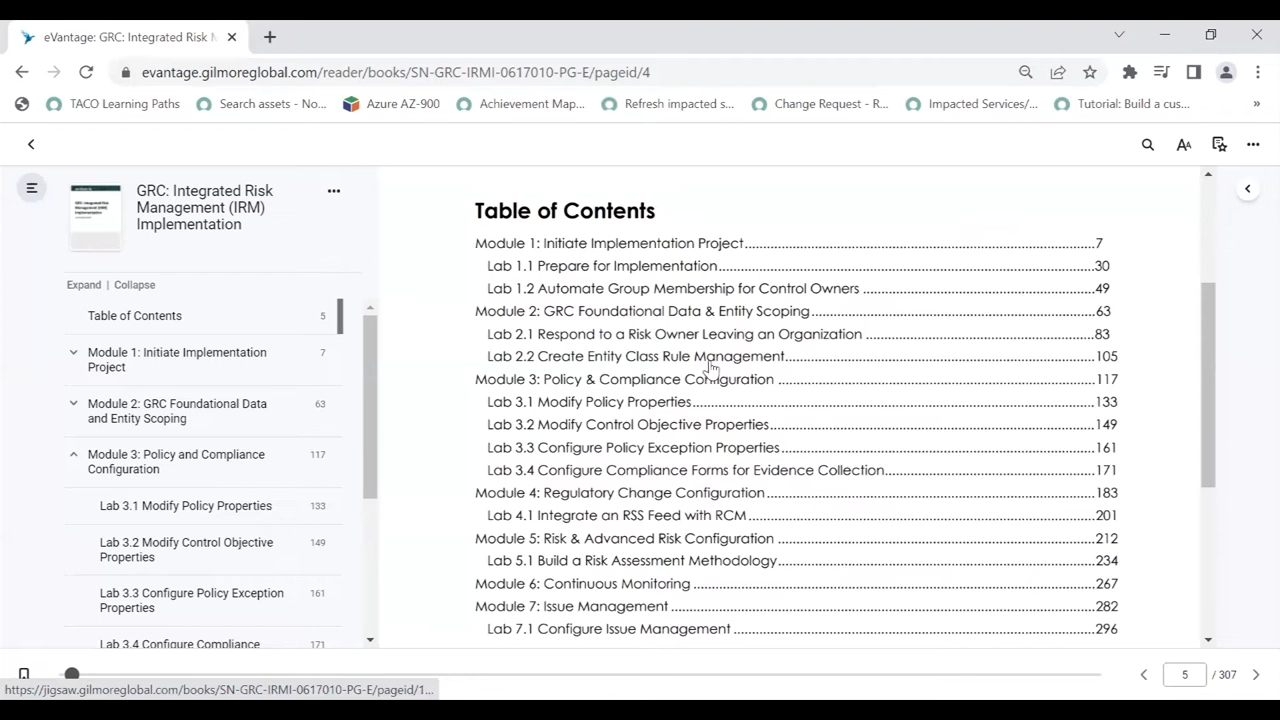 eVantage: GRC: Integrated Risk M
evantage.gilmoreglobal.com/reader/books/SN-GRC-IRMI-0617010-PG-E/pageid/4
TACO Learning Paths
Search assets - No...
Azure AZ-900
Achievement Map...
Refresh impacted s...
Change Request - R...
Impacted Services/...
Tutorial: Build a cus...
»
AA
GRC: Integrated Risk
Management (IRM)
Implementation
Expand | Collapse
Table of Contents 5
Module 1: Initiate Implementation 7
Project
Module 2: GRC Foundational Data 63
and Entity Scoping
Module 3: Policy and Compliance 117
Configuration
Lab 3.1 Modify Policy Properties 133
Lab 3.2 Modify Control Objective 149
Properties
Lab 3.3 Configure Policy Exception 161
Properties
Lab 3.4 Configure Compliance 171
Table of Contents
Module 1: Initiate Implementation Project 7
Lab 1.1 Prepare for Implementation 30
Lab 1.2 Automate Group Membership for Control Owners 49
Module 2: GRC Foundational Data & Entity Scoping 63
Lab 2.1 Respond to a Risk Owner Leaving an Organization 83
Lab 2.2 Create Entity Class Rule Management 105
Module 3: Policy & Compliance Configuration 117
Lab 3.1 Modify Policy Properties 133
Lab 3.2 Modify Control Objective Properties 149
Lab 3.3 Configure Policy Exception Properties 161
Lab 3.4 Configure Compliance Forms for Evidence Collection 171
Module 4: Regulatory Change Configuration 183
Lab 4.1 Integrate an RSS Feed with RCM 201
Module 5: Risk & Advanced Risk Configuration 212
Lab 5.1 Build a Risk Assessment Methodology 234
Module 6: Continuous Monitoring 267
Module 7: Issue Management 282
Lab 7.1 Configure Issue Management 296
5 / 307
https://jigsaw.gilmoreglobal.com/books/SN-GRC-IRMI-0617010-PG-E/pageid/1...